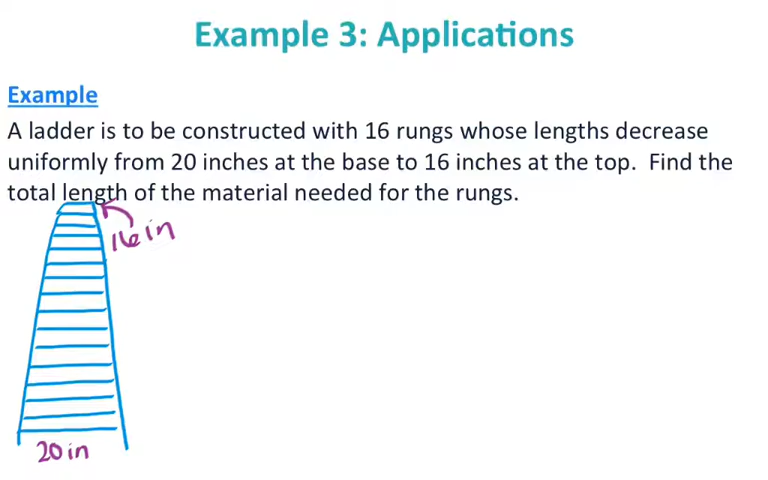 Example 3: Applications
Example
A ladder is to be constructed with 16 rungs whose lengths decrease
uniformly from 20 inches at the base to 16 inches at the top.  Find the
total length of the material needed for the rungs.
16 in
20 in